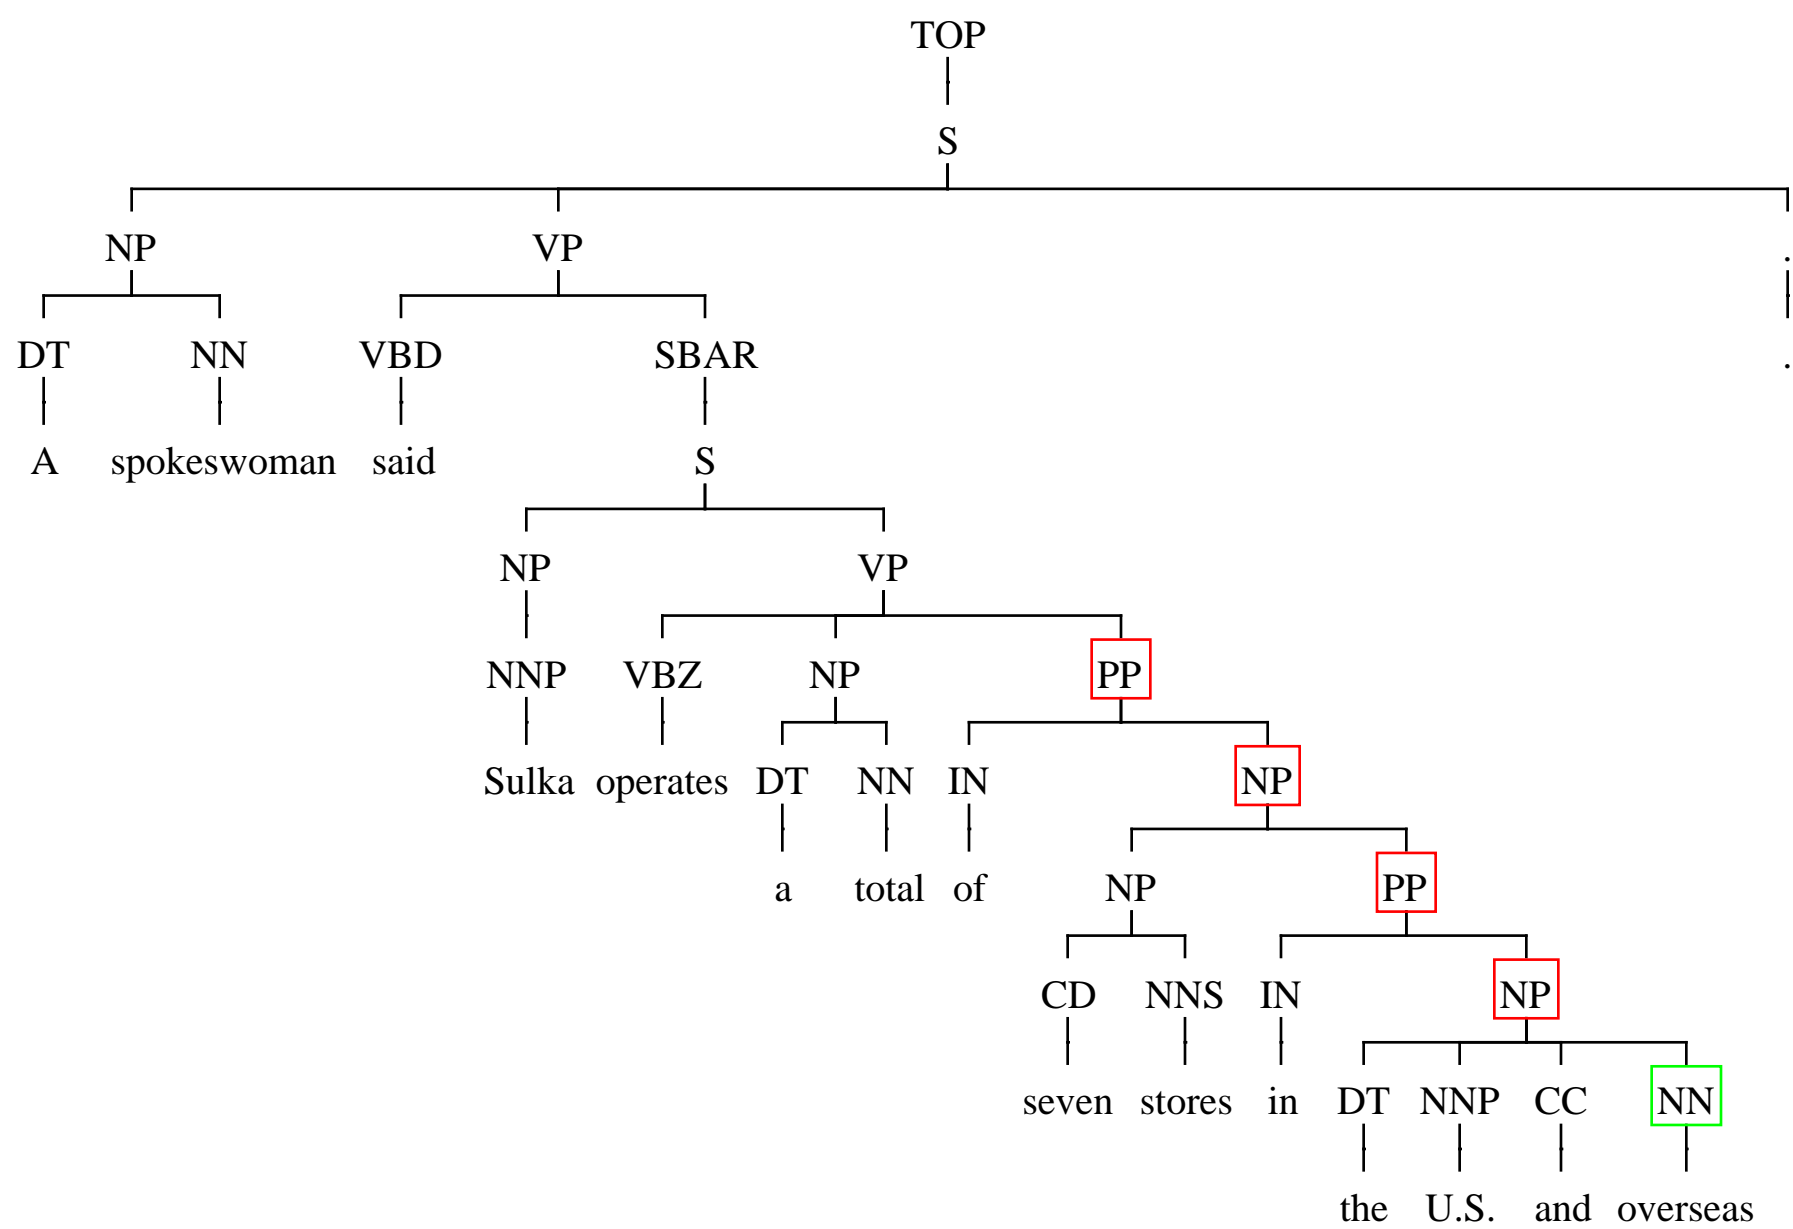 TOP
S
NP VP .
DT NN VBD SBAR .
A spokeswoman said S
NP VP
NNP VBZ NP PP
Sulka operates DT NN IN NP
a total of NP PP
CD NNS IN NP
seven stores in DT NNP CC NN
the U.S. and overseas